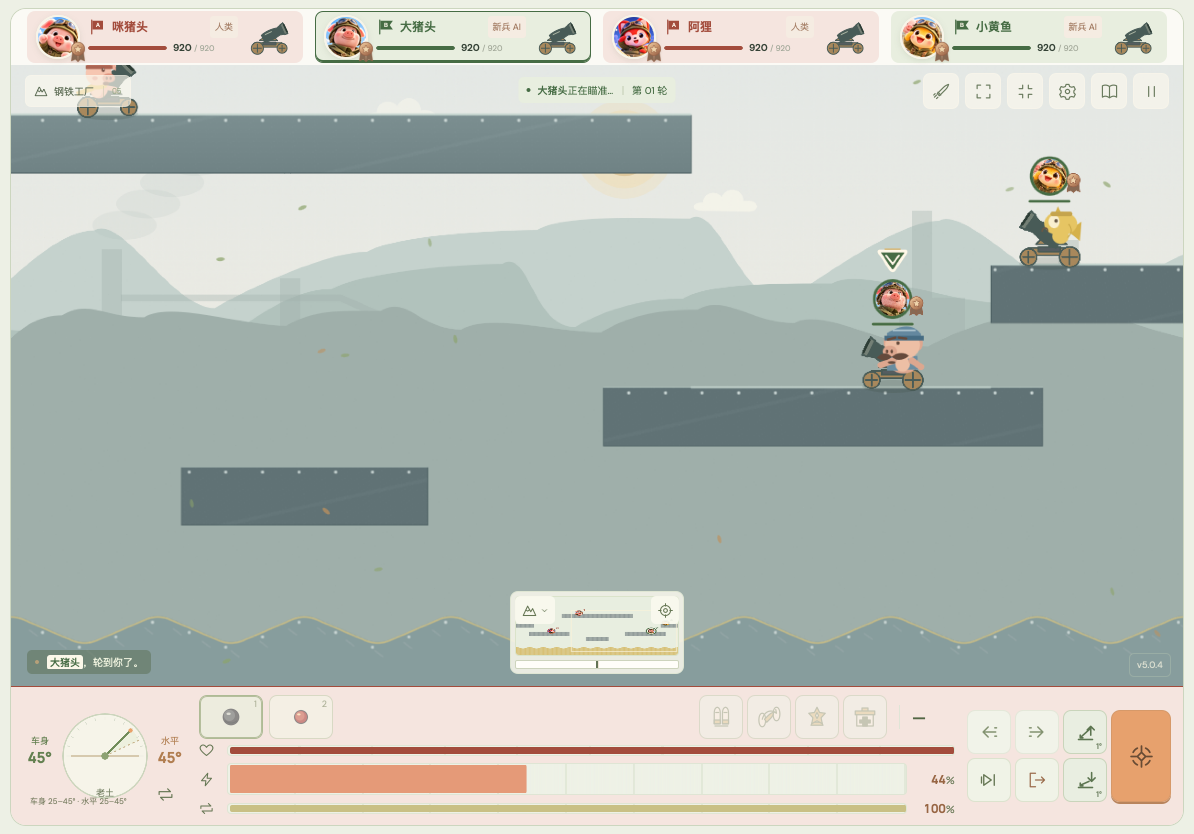 A 咪猪头 人类
920 / 920
B 大猪头 新兵 AI
920 / 920
A 阿狸 人类
920 / 920
B 小黄鱼 新兵 AI
920 / 920
钢铁工厂
大猪头正在瞄准… 第 01 轮
大猪头，轮到你了。
v5.0.4
1
2
车身
45°
水平
45°
老土
车身 25–45° · 水平 25–45°
44%
100%
1°
1°